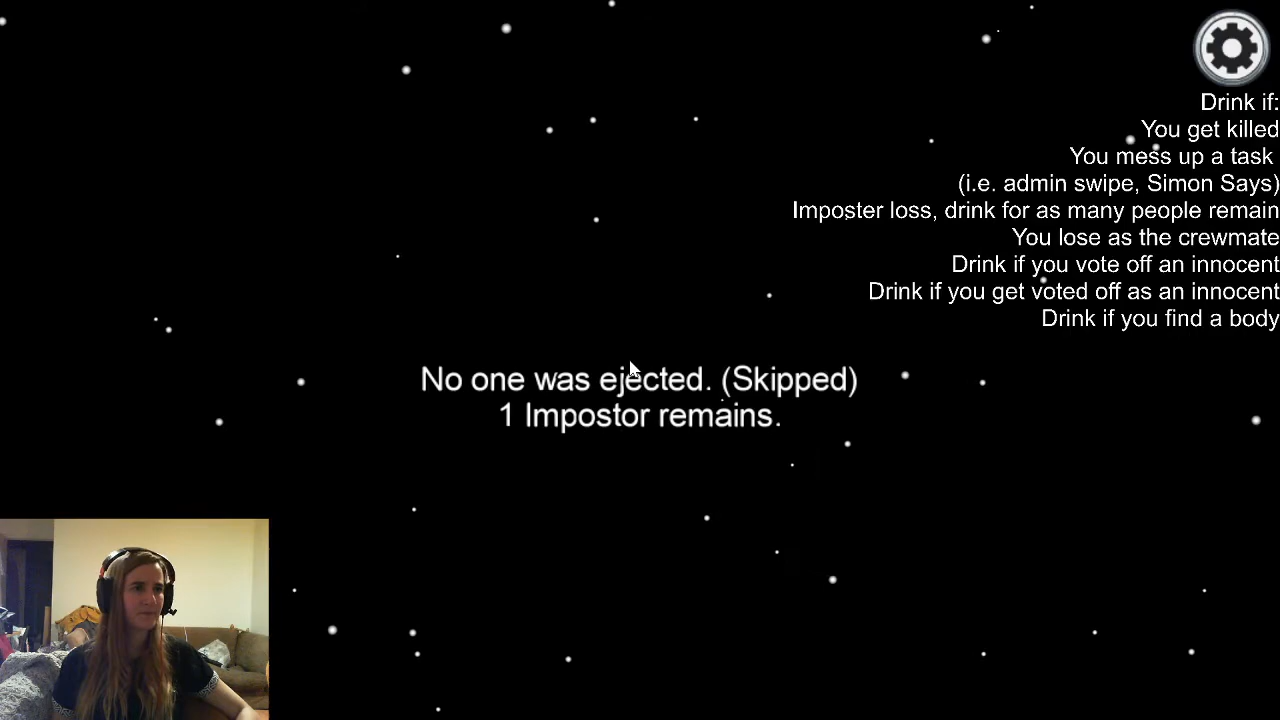 Drink if:
You get killed
You mess up a task
(i.e. admin swipe, Simon Says)
Imposter loss, drink for as many people remain
You lose as the crewmate
Drink if you vote off an innocent
Drink if you get voted off as an innocent
Drink if you find a body
No one was ejected. (Skipped)
1 Impostor remains.